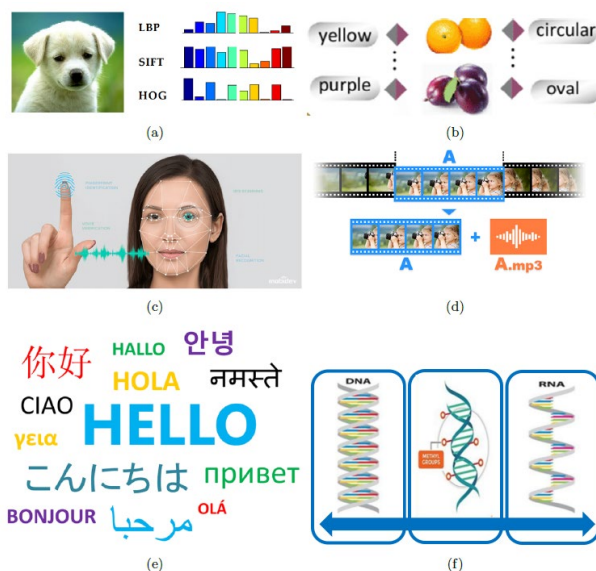 LBP
SIFT
HOG
(a)
yellow
circular
purple
oval
(b)
(c)
A
A
+
A.mp3
(d)
你好
HALLO
안녕
HOLA
नमस्ते
CIAO
γεια
HELLO
こんにちは
привет
BONJOUR
مرحبا
OLÁ
(e)
DNA
METHYL
GROUPS
RNA
(f)